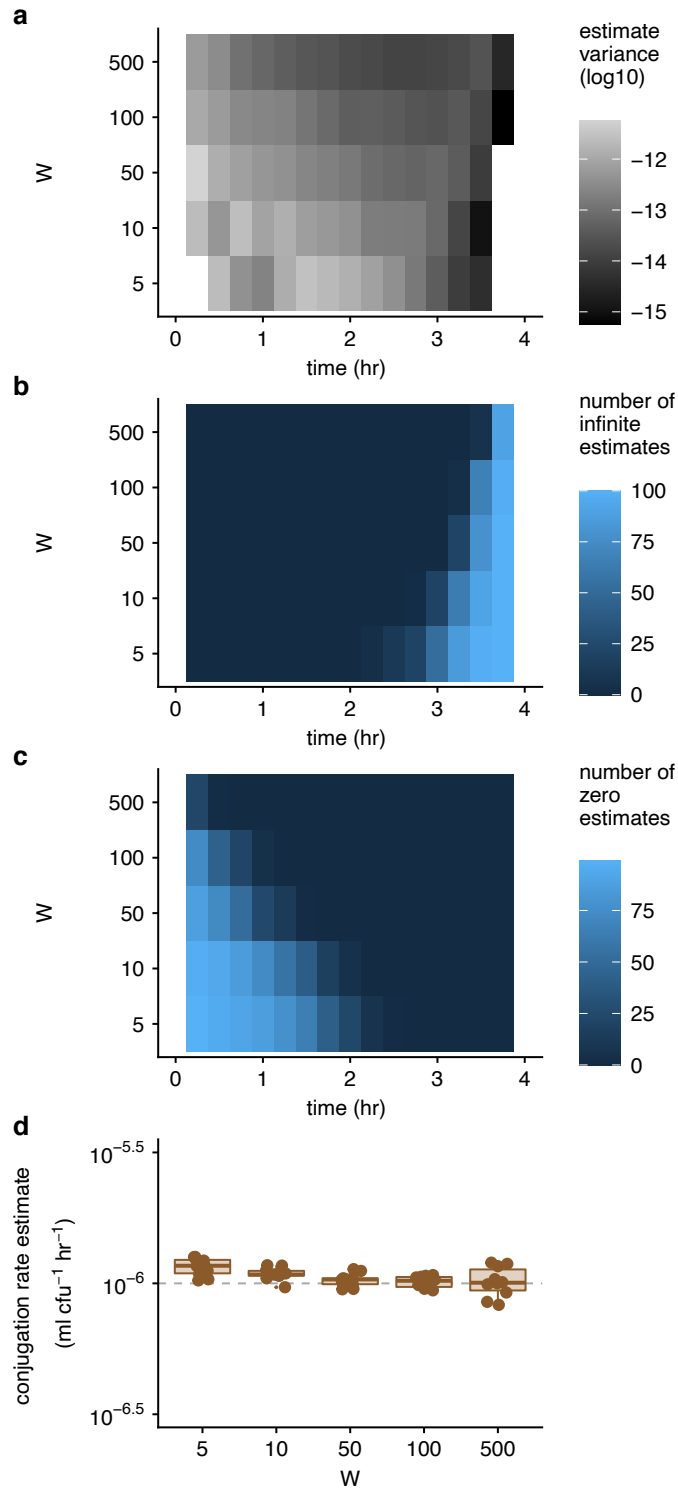 a
estimate
variance
(log10)
500
100
50
10
5
W
−12
−13
−14
−15
0 1 2 3 4
time (hr)
b
number of
infinite
estimates
500
100
50
10
5
W
100
75
50
25
0
0 1 2 3 4
time (hr)
c
number of
zero
estimates
500
100
50
10
5
W
75
50
25
0
0 1 2 3 4
time (hr)
d
conjugation rate estimate
(ml cfu⁻¹ hr⁻¹)
10⁻⁵·⁵
10⁻⁶
10⁻⁶·⁵
5 10 50 100 500
W